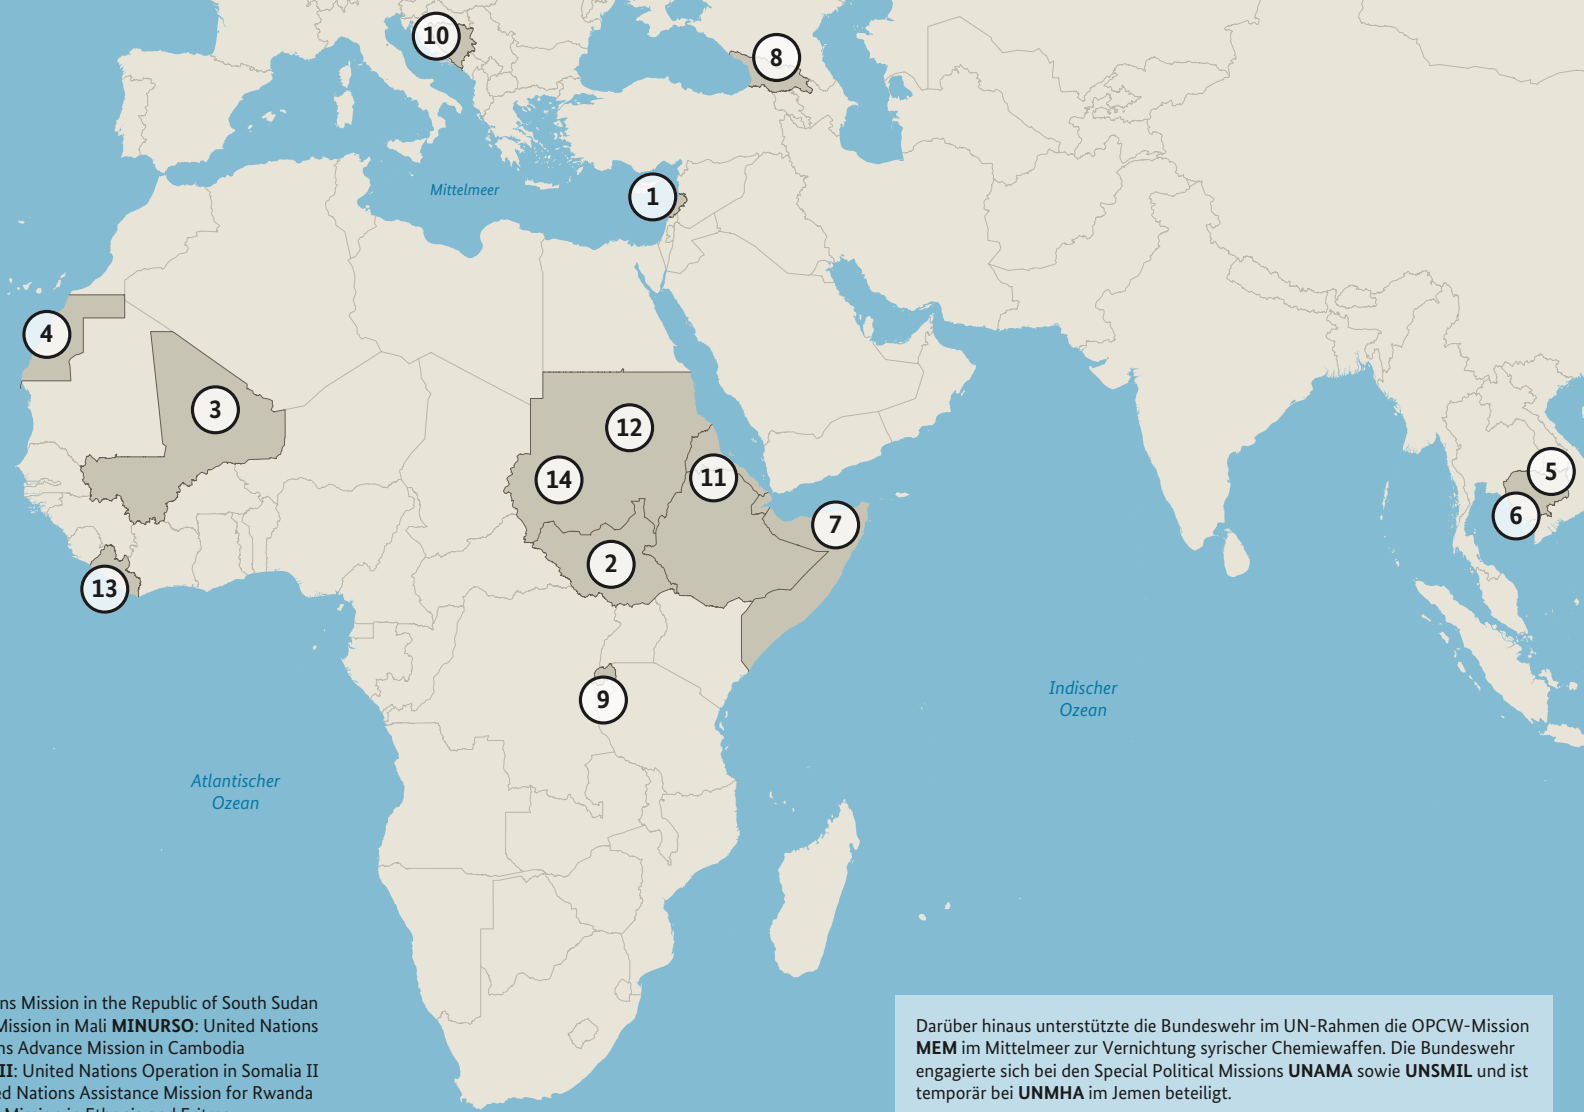 10
8
Mittelmeer
1
4
3
12
14
11
5
7
6
2
13
9
Indischer
Ozean
Atlantischer
Ozean
ns Mission in the Republic of South Sudan
Mission in Mali MINURSO: United Nations
ns Advance Mission in Cambodia
II: United Nations Operation in Somalia II
ed Nations Assistance Mission for Rwanda
Darüber hinaus unterstützte die Bundeswehr im UN-Rahmen die OPCW-Mission
MEM im Mittelmeer zur Vernichtung syrischer Chemiewaffen. Die Bundeswehr
engagierte sich bei den Special Political Missions UNAMA sowie UNSMIL und ist
temporär bei UNMHA im Jemen beteiligt.